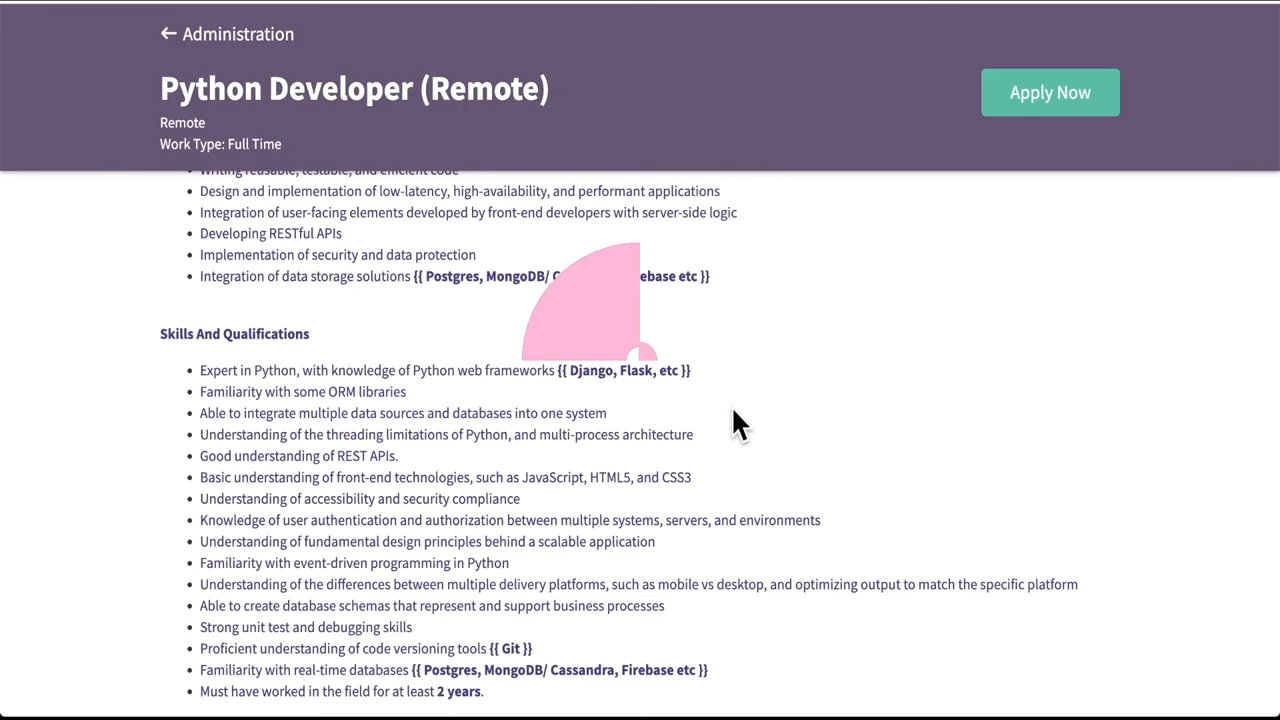 ← Administration
Python Developer (Remote)
Apply Now
Remote
Work Type: Full Time
Writing reusable, testable, and efficient code
• Design and implementation of low-latency, high-availability, and performant applications
• Integration of user-facing elements developed by front-end developers with server-side logic
• Developing RESTful APIs
• Implementation of security and data protection
• Integration of data storage solutions {{ Postgres, MongoDB/ ebase etc }}
Skills And Qualifications
• Expert in Python, with knowledge of Python web frameworks {{ Django, Flask, etc }}
• Familiarity with some ORM libraries
• Able to integrate multiple data sources and databases into one system
• Understanding of the threading limitations of Python, and multi-process architecture
• Good understanding of REST APIs.
• Basic understanding of front-end technologies, such as JavaScript, HTML5, and CSS3
• Understanding of accessibility and security compliance
• Knowledge of user authentication and authorization between multiple systems, servers, and environments
• Understanding of fundamental design principles behind a scalable application
• Familiarity with event-driven programming in Python
• Understanding of the differences between multiple delivery platforms, such as mobile vs desktop, and optimizing output to match the specific platform
• Able to create database schemas that represent and support business processes
• Strong unit test and debugging skills
• Proficient understanding of code versioning tools {{ Git }}
• Familiarity with real-time databases {{ Postgres, MongoDB/ Cassandra, Firebase etc }}
• Must have worked in the field for at least 2 years.